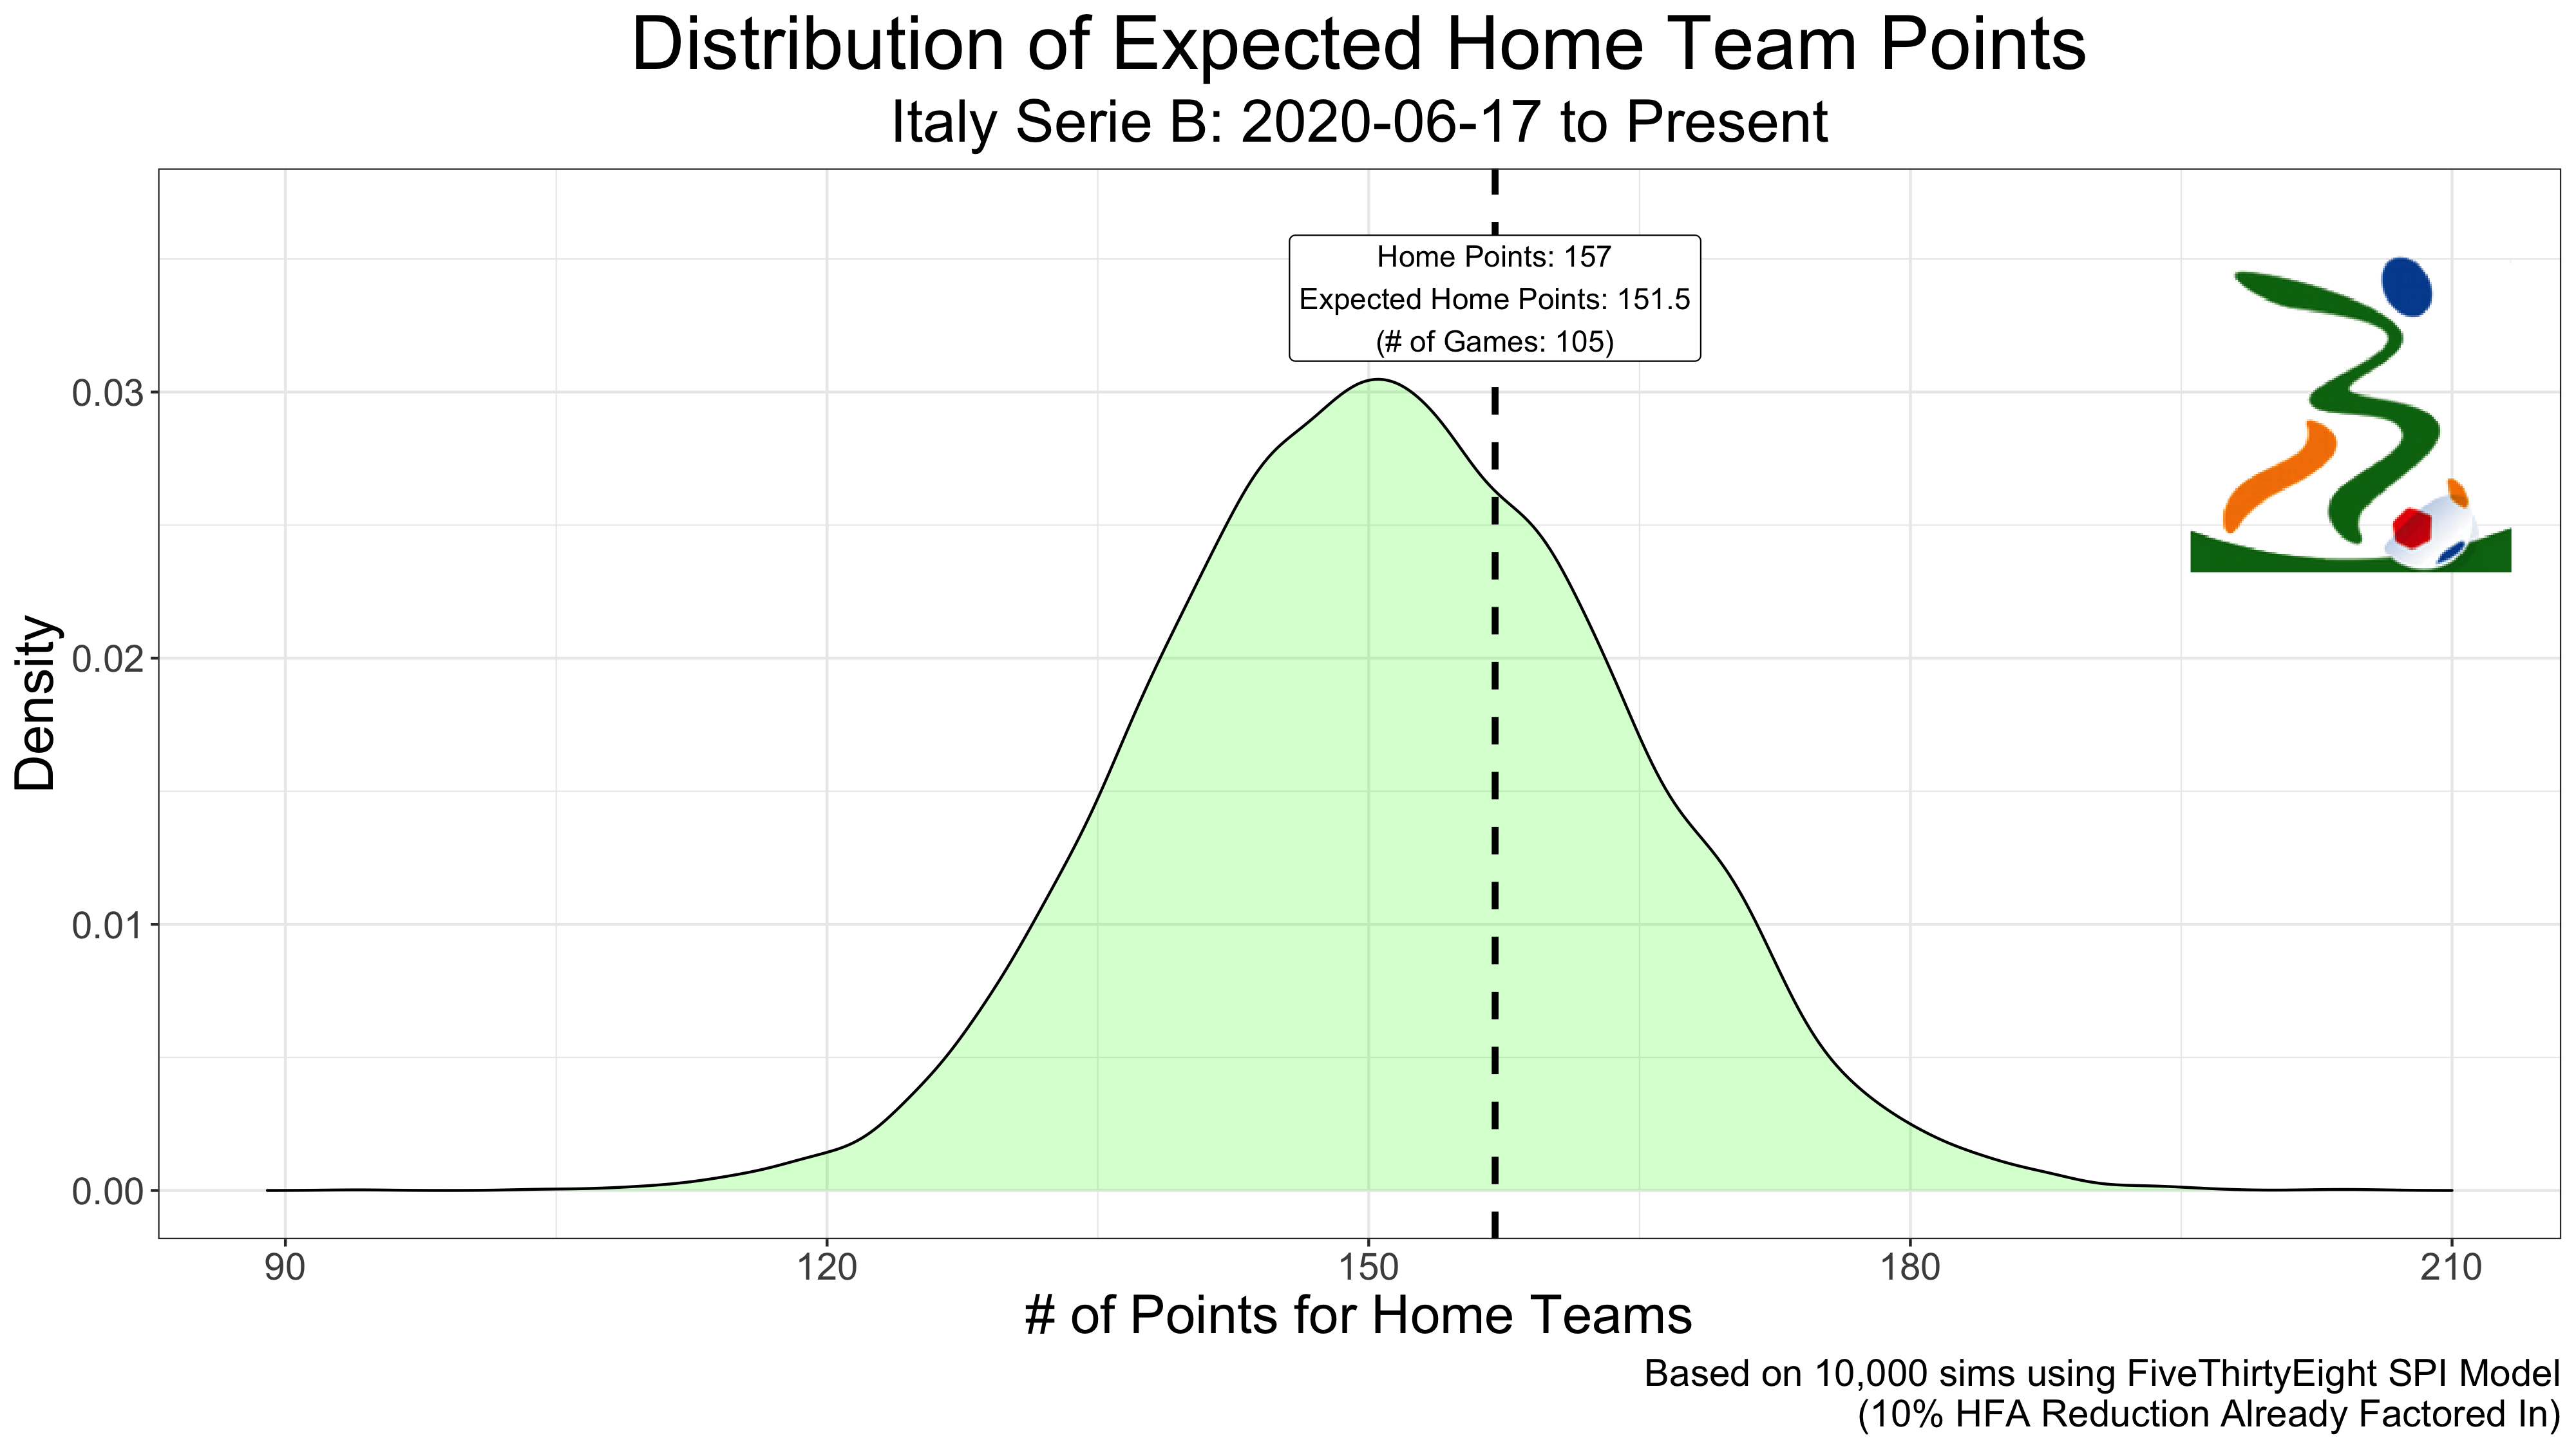 Distribution of Expected Home Team Points
Italy Serie B: 2020-06-17 to Present
Home Points: 157
Expected Home Points: 151.5
(# of Games: 105)
Density
0.03
0.02
0.01
0.00
90 120 150 180 210
# of Points for Home Teams
Based on 10,000 sims using FiveThirtyEight SPI Model
(10% HFA Reduction Already Factored In)